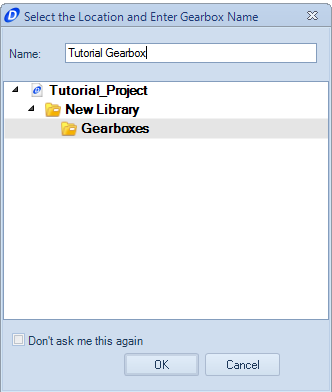 Select the Location and Enter Gearbox Name
Name: Tutorial Gearbox
Tutorial_Project
New Library
Gearboxes
Don't ask me this again
OK Cancel